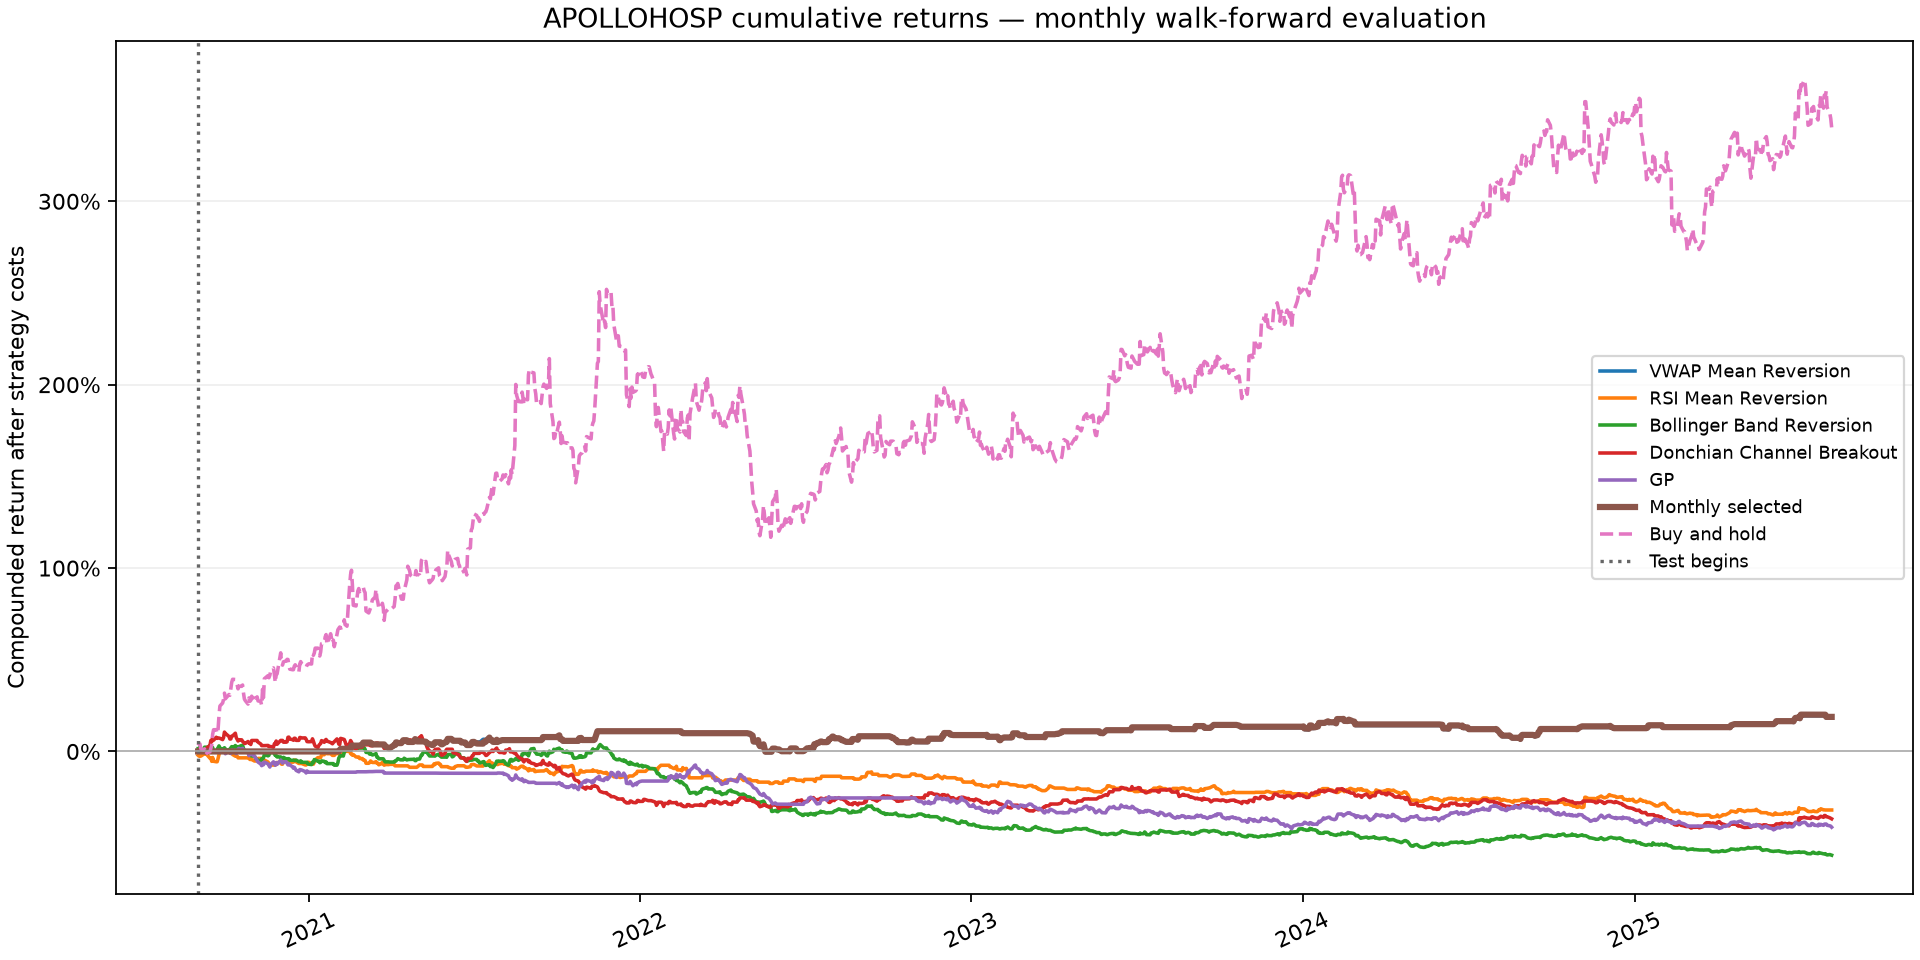 APOLLOHOSP cumulative returns — monthly walk-forward evaluation
Compounded return after strategy costs
300%
200%
100%
0%
VWAP Mean Reversion
RSI Mean Reversion
Bollinger Band Reversion
Donchian Channel Breakout
GP
Monthly selected
Buy and hold
Test begins
2021
2022
2023
2024
2025